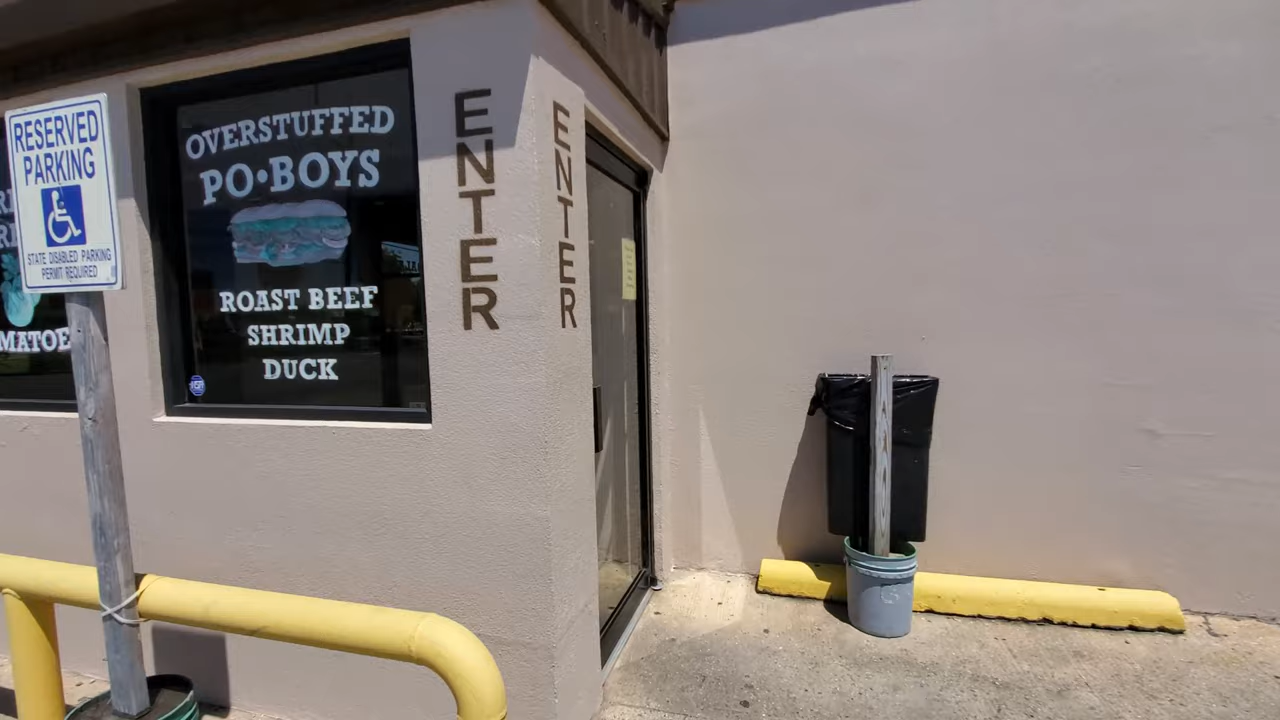 RESERVED
PARKING
STATE DISABLED PARKING
PERMIT REQUIRED
MATOE
OVERSTUFFED
PO•BOYS
ROAST BEEF
SHRIMP
DUCK
ENTER
ENTER